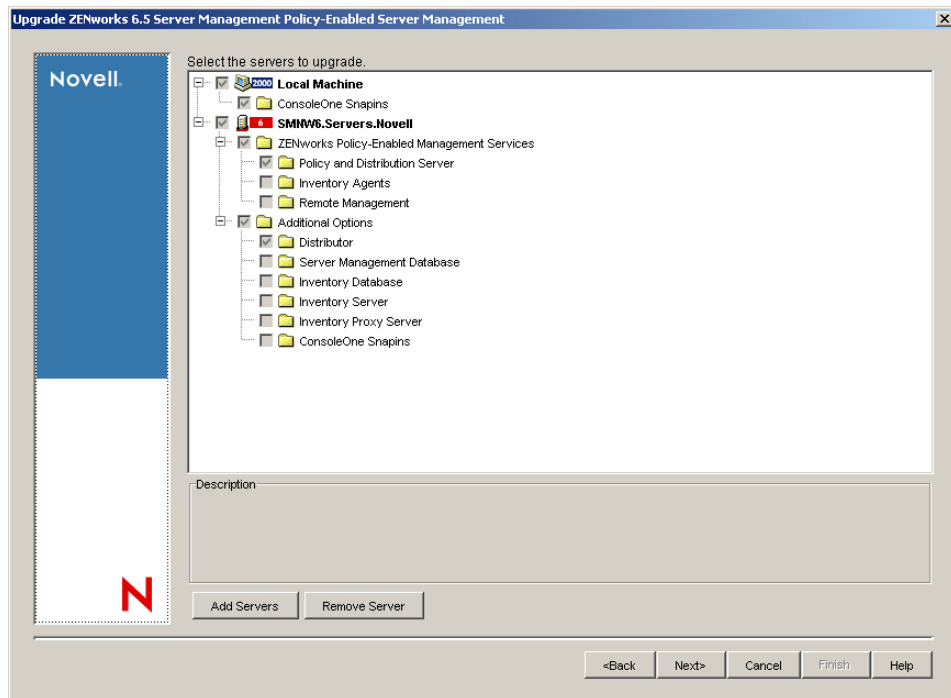 Upgrade ZENworks 6.5 Server Management Policy-Enabled Server Management
Novell.
Select the servers to upgrade.
2000 Local Machine
ConsoleOne Snapins
6 SMNW6.Servers.Novell
ZENworks Policy-Enabled Management Services
Policy and Distribution Server
Inventory Agents
Remote Management
Additional Options
Distributor
Server Management Database
Inventory Database
Inventory Server
Inventory Proxy Server
ConsoleOne Snapins
Description
N
Add Servers Remove Server
<Back Next> Cancel Finish Help